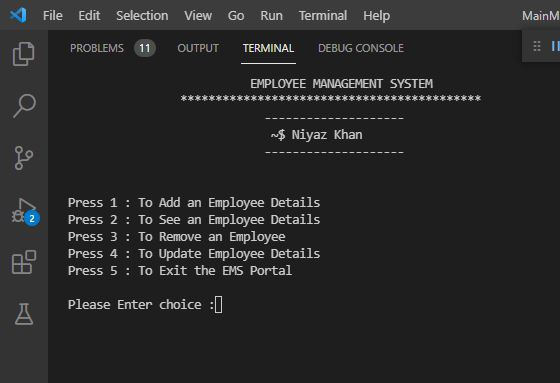 File Edit Selection View Go Run Terminal Help MainM
PROBLEMS 11 OUTPUT TERMINAL DEBUG CONSOLE
EMPLOYEE MANAGEMENT SYSTEM
*******************************************
--------------------
~$ Niyaz Khan
--------------------
Press 1 : To Add an Employee Details
2
Press 2 : To See an Employee Details
Press 3 : To Remove an Employee
Press 4 : To Update Employee Details
Press 5 : To Exit the EMS Portal
Please Enter choice :